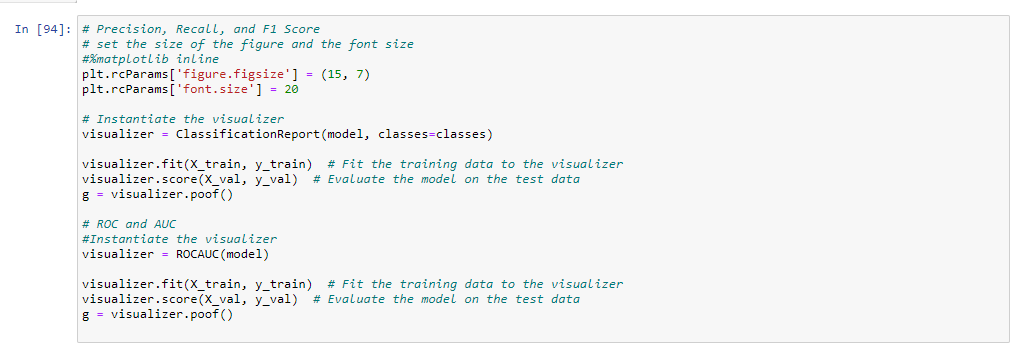 In [94]: # Precision, Recall, and F1 Score
# set the size of the figure and the font size
#%matplotlib inline
plt.rcParams['figure.figsize'] = (15, 7)
plt.rcParams['font.size'] = 20

# Instantiate the visualizer
visualizer = ClassificationReport(model, classes=classes)

visualizer.fit(X_train, y_train)  # Fit the training data to the visualizer
visualizer.score(X_val, y_val)  # Evaluate the model on the test data
g = visualizer.poof()

# ROC and AUC
#Instantiate the visualizer
visualizer = ROCAUC(model)

visualizer.fit(X_train, y_train)  # Fit the training data to the visualizer
visualizer.score(X_val, y_val)  # Evaluate the model on the test data
g = visualizer.poof()